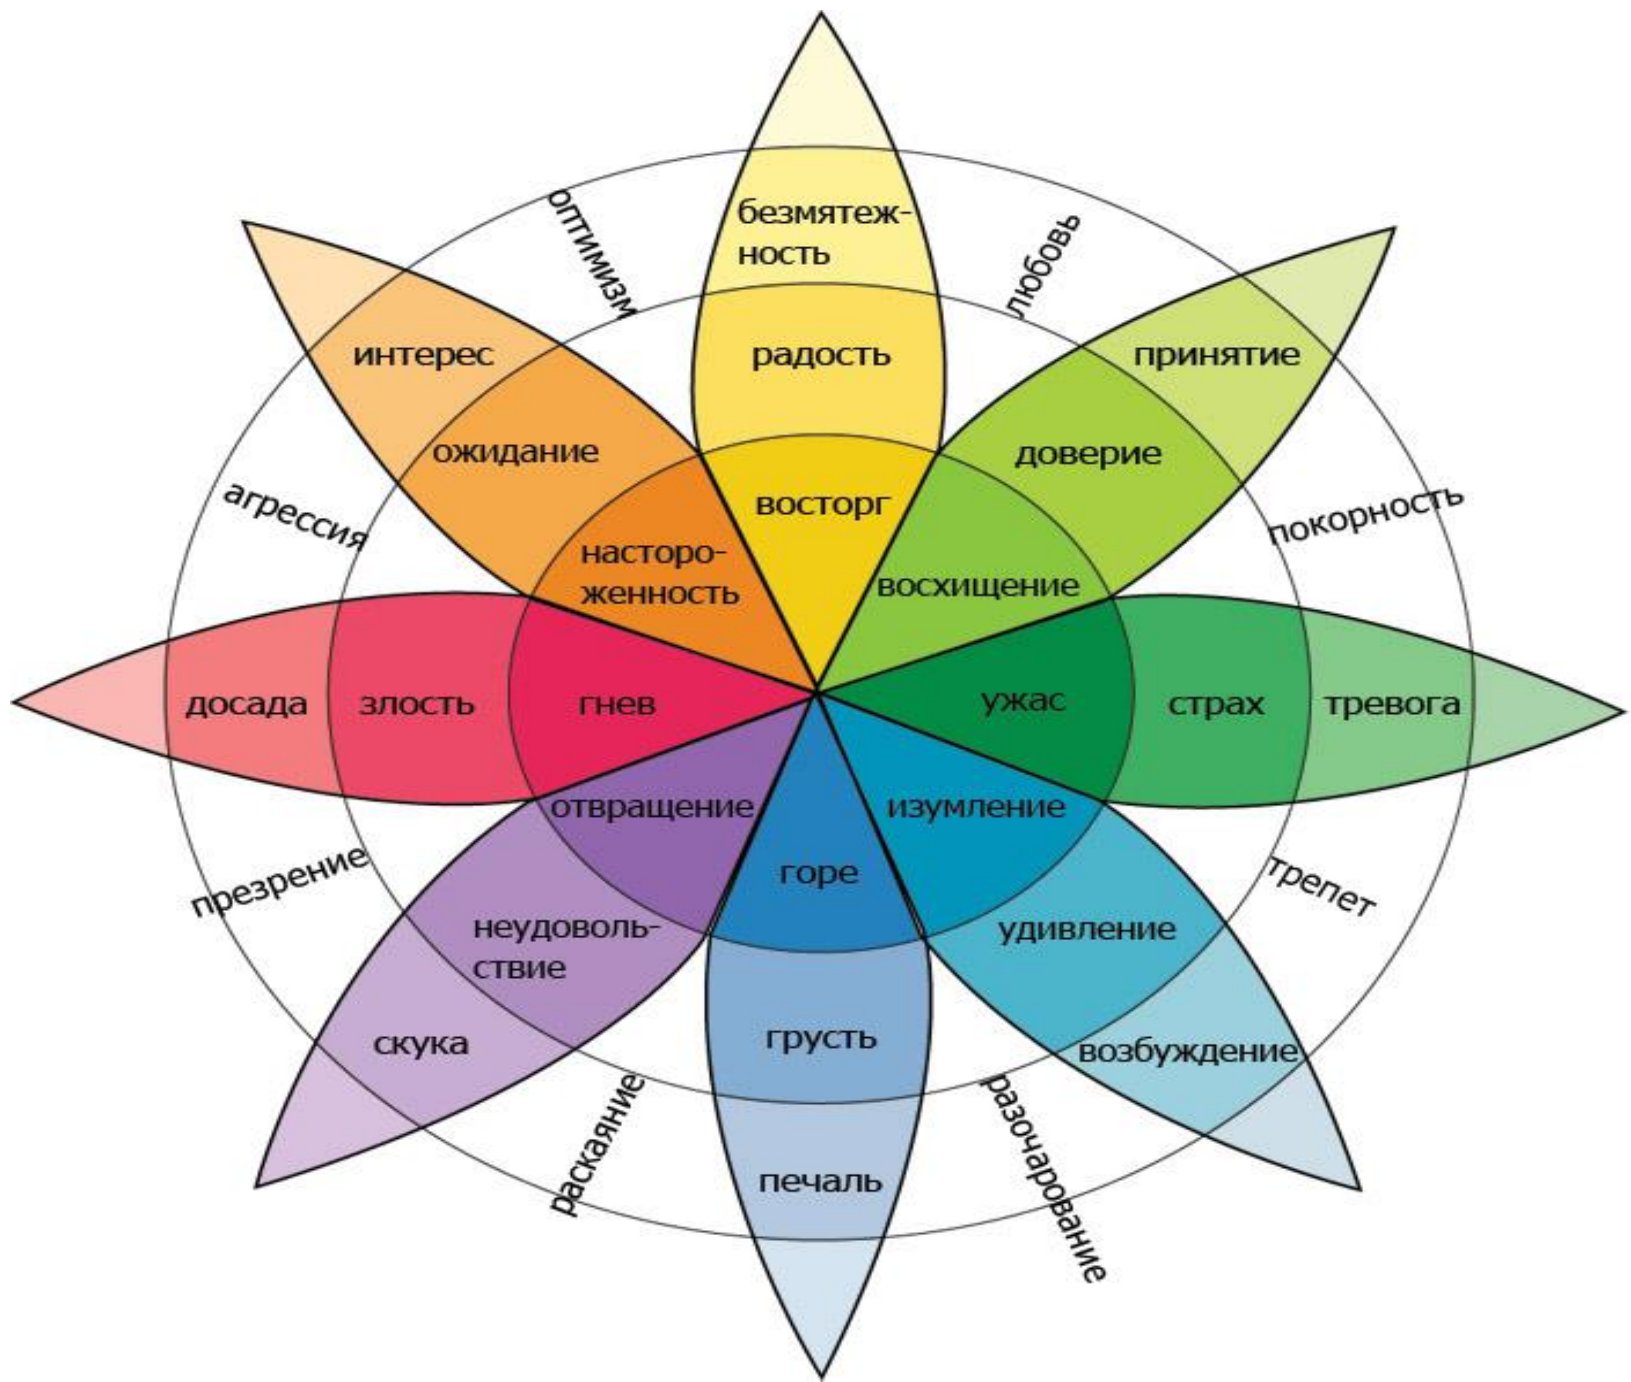 безмятеж-
ность
оптимизм
любовь
интерес
радость
принятие
ожидание
доверие
восторг
агрессия
покорность
насторо-
женность
восхищение
досада
злость
гнев
ужас
страх
тревога
отвращение
изумление
презрение
горе
трепет
неудоволь-
ствие
удивление
скука
грусть
возбуждение
раскаяние
разочарование
печаль